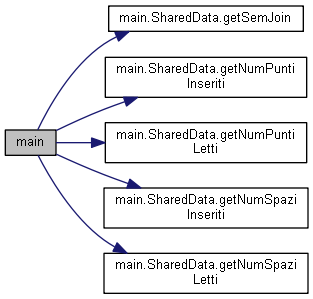 main.SharedData.getSemJoin
main.SharedData.getNumPunti
Inseriti
main
main.SharedData.getNumPunti
Letti
main.SharedData.getNumSpazi
Inseriti
main.SharedData.getNumSpazi
Letti